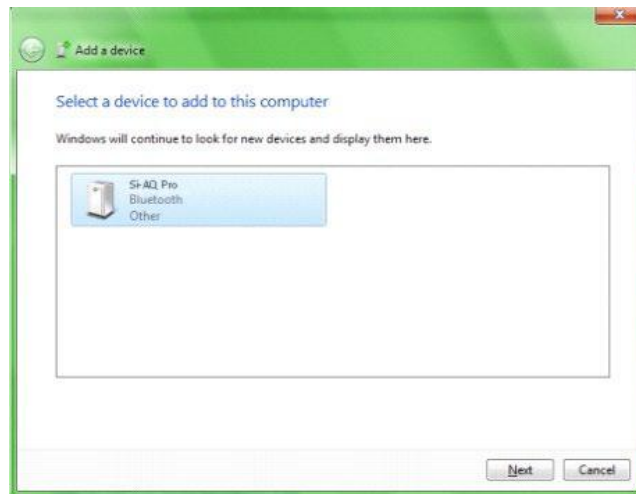 Add a device
Select a device to add to this computer
Windows will continue to look for new devices and display them here.
Si-AQ Pro
Bluetooth
Other
Next
Cancel